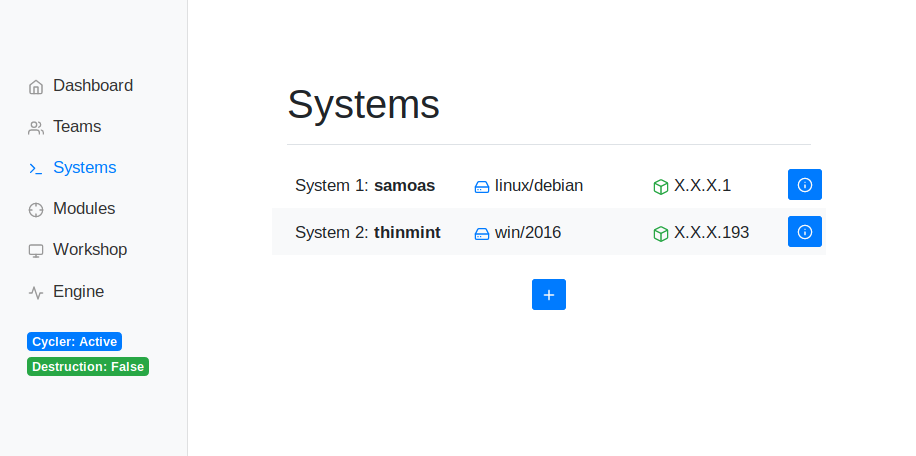 Dashboard
Teams
Systems
Modules
Workshop
Engine
Cycler: Active
Destruction: False
Systems
System 1: samoas linux/debian X.X.X.1
System 2: thinmint win/2016 X.X.X.193
+